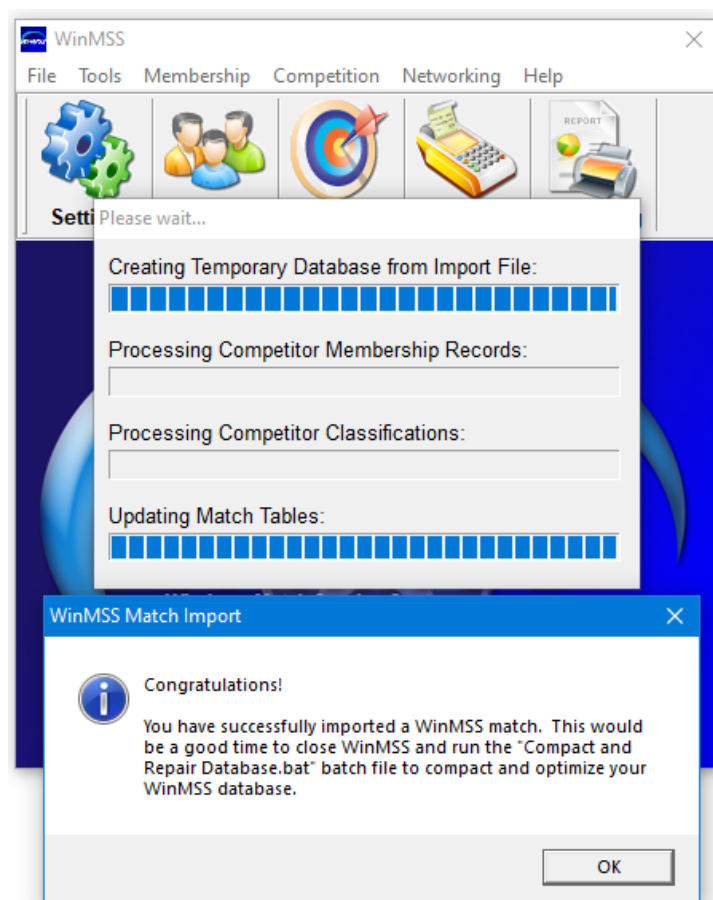 WinMSS
File Tools Membership Competition Networking Help
REPORT
Setti
Please wait...
Creating Temporary Database from Import File:
Processing Competitor Membership Records:
Processing Competitor Classifications:
Updating Match Tables:
WinMSS Match Import
Congratulations!
You have successfully imported a WinMSS match. This would
be a good time to close WinMSS and run the "Compact and
Repair Database.bat" batch file to compact and optimize your
WinMSS database.
OK